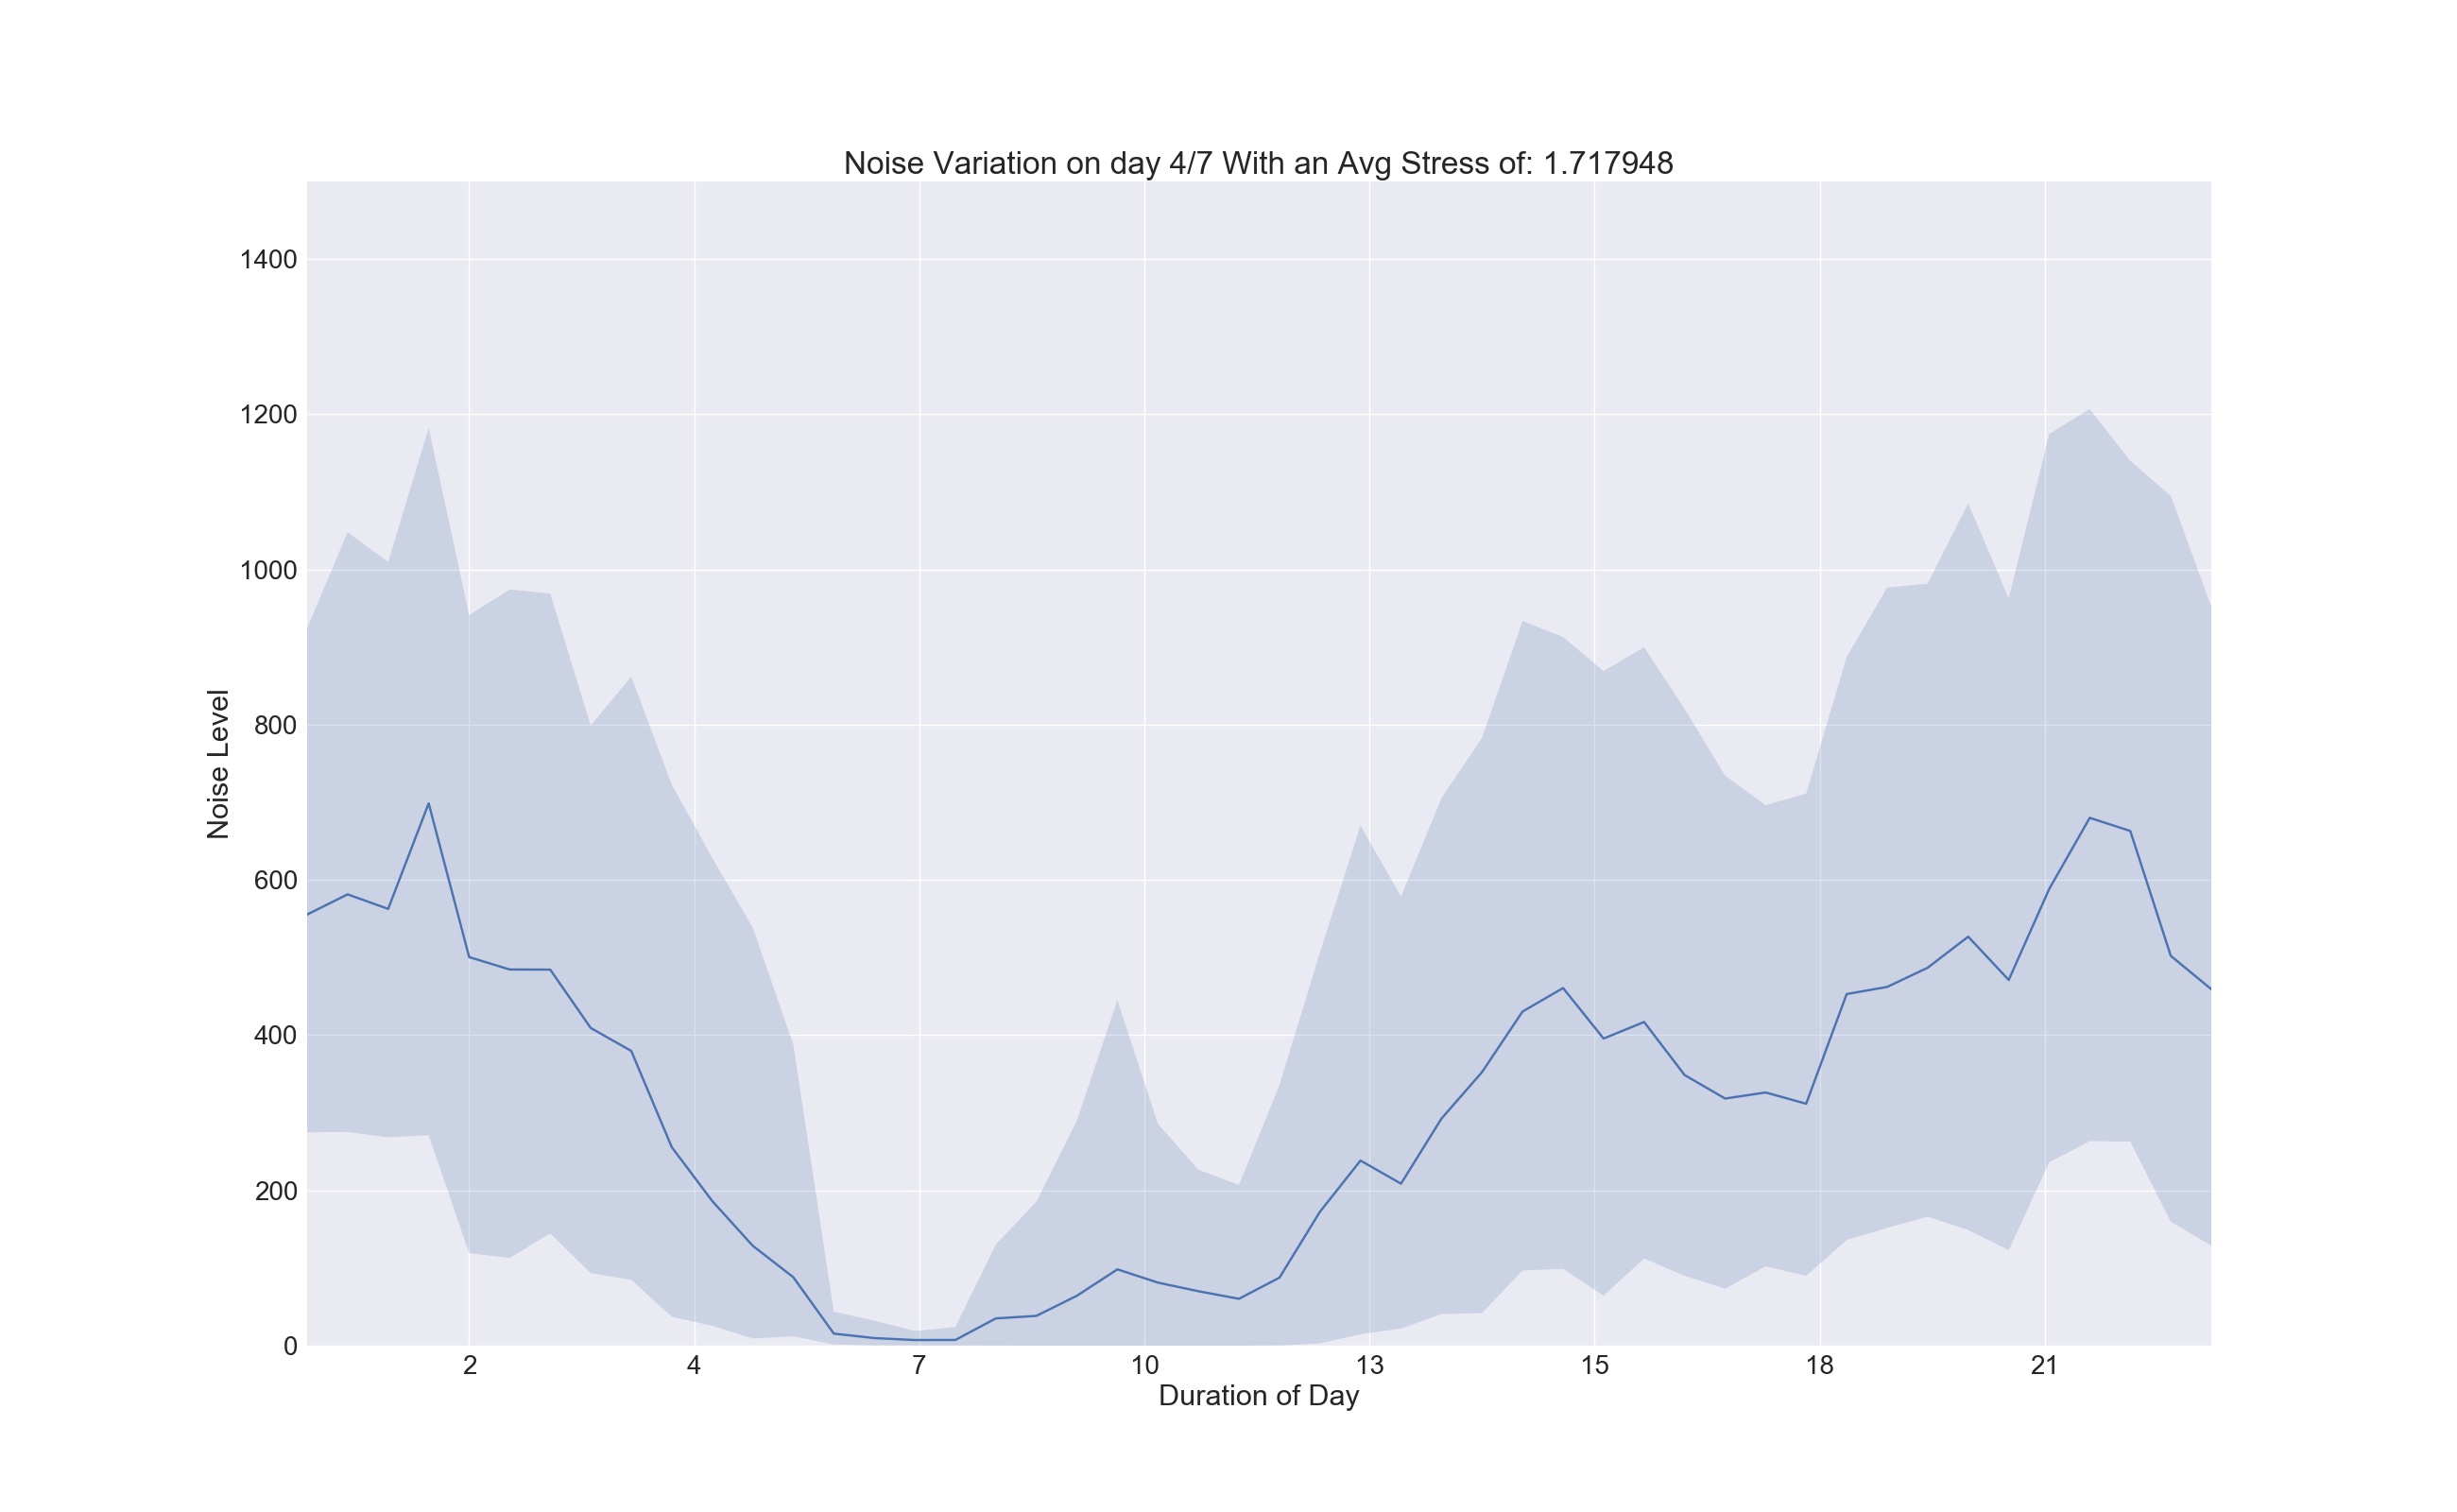 Noise Variation on day 4/7 With an Avg Stress of: 1.717948
1400
1200
1000
800
600
400
200
0
Noise Level
2 4 7 10 13 15 18 21
Duration of Day